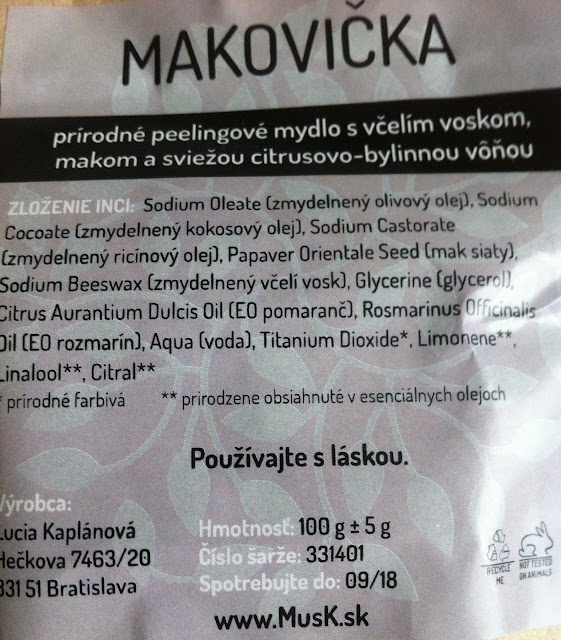 MAKOVIČKA
prírodné peelingové mydlo s včelím voskom,
makom a sviežou citrusovo-bylinnou vôňou
ZLOŽENIE INCI: Sodium Oleate (zmydelnený olivový olej), Sodium
Cocoate (zmydelnený kokosový olej), Sodium Castorate
(zmydelnený ricínový olej), Papaver Orientale Seed (mak siaty),
Sodium Beeswax (zmydelnený včelí vosk), Glycerine (glycerol),
Citrus Aurantium Dulcis Oil (EO pomaranč), Rosmarinus Officinalis
Oil (EO rozmarín), Aqua (voda), Titanium Dioxide*, Limonene**,
Linalool**, Citral**
* prírodné farbivá ** prirodzene obsiahnuté v esenciálnych olejoch
Používajte s láskou.
Výrobca:
Lucia Kaplánová
Hečkova 7463/20
831 51 Bratislava
Hmotnosť: 100 g ± 5 g
Číslo šarže: 331401
Spotrebujte do: 09/18
RECYCLE
ME
NOT TESTED
ON ANIMALS
www.MusK.sk